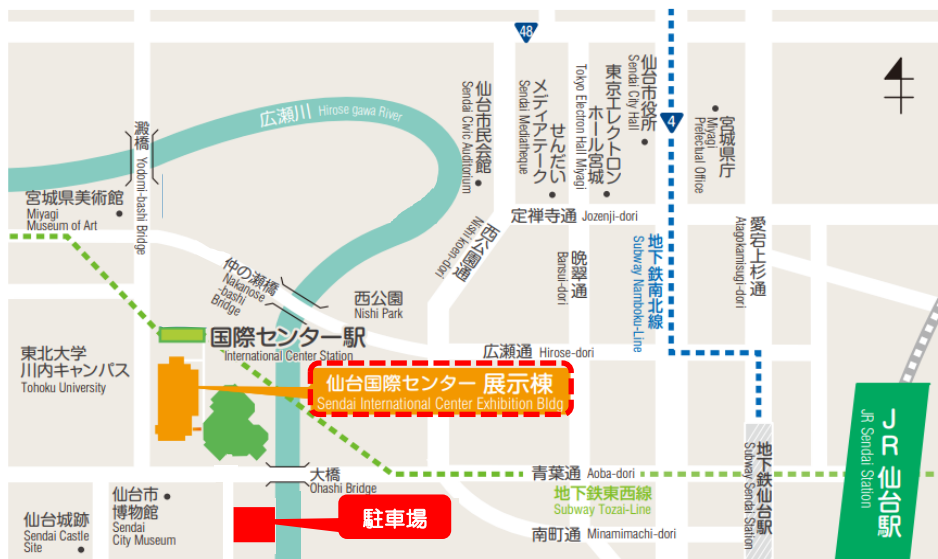 48
広瀬川 Hirose gawa River
澱橋
Yodomi-bashi Bridge
仙台市民会館
Sendai Civic Auditorium
せんだい
メディアテーク
Sendai Mediatheque
東京エレクトロン
ホール宮城
Tokyo Electon Hall Miyagi
仙台市役所
Sendai City Hall
4
宮城県庁
Miyagi
Prefectual Office
宮城県美術館
Miyagi
Museum of Art
定禅寺通 Jozenji-dori
西公園通
Nishi koen-dori
晩翠通
Bansui-dori
地下鉄南北線
Subway Namboku-Line
愛宕上杉通
Atagokamisugi-dori
仲の瀬橋
Nakanose
-bashi
Bridge
西公園
Nishi Park
国際センター駅
International Center Station
広瀬通 Hirose-dori
東北大学
川内キャンパス
Tohoku University
仙台国際センター 展示棟
Sendai International Center Exhibition Bldg
JR 仙台駅
JR Sendai Station
地下鉄仙台駅
Subway Sendai Station
大橋
Ohashi Bridge
青葉通 Aoba-dori
地下鉄東西線
Subway Tozai-Line
仙台城跡
Sendai Castle
Site
仙台市
博物館
Sendai
City Museum
駐車場
南町通 Minamimachi-dori